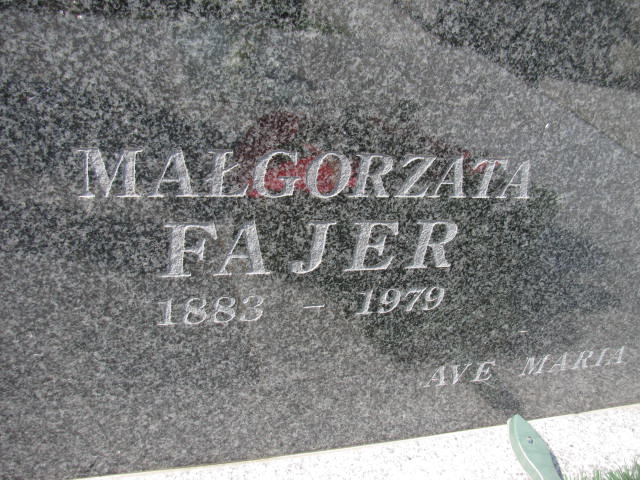 MAŁGORZATA
FAJER
1883 - 1979
AVE MARIA